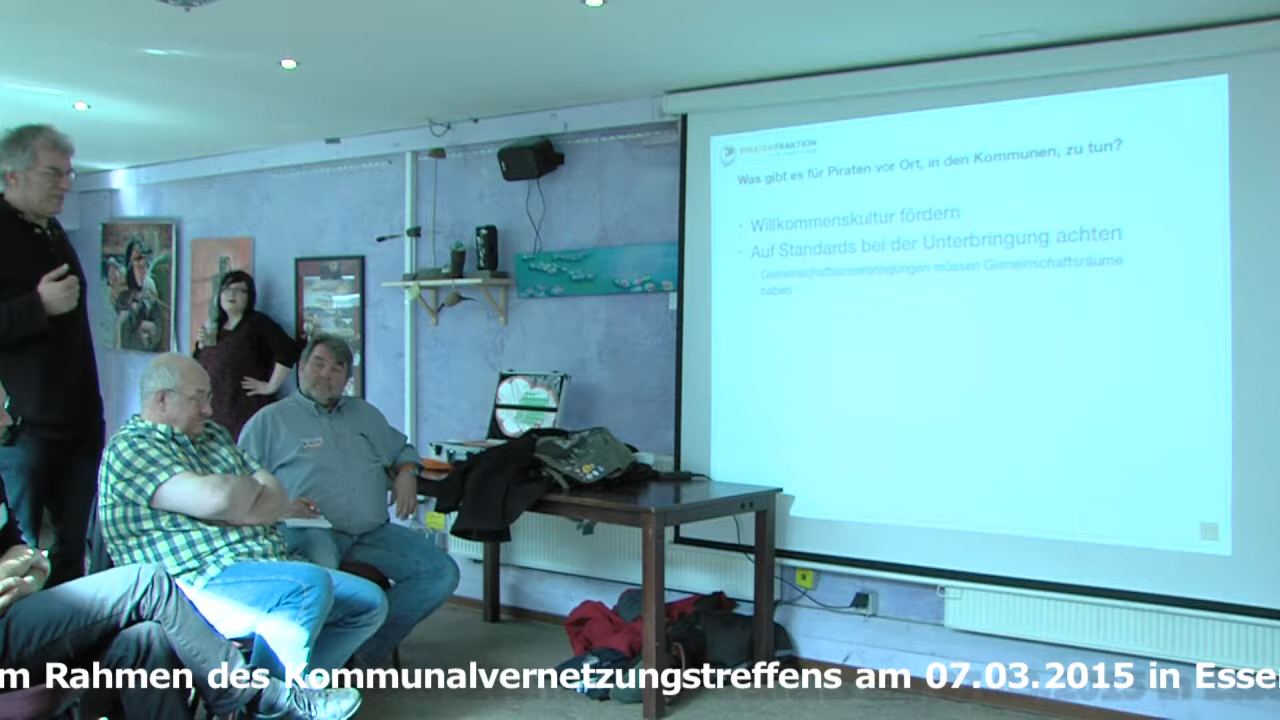 PIRATENFRAKTION
Was gibt es für Piraten vor Ort, in den Kommunen, zu tun?
· Willkommenskultur fördern
· Auf Standards bei der Unterbringung achten
Gemeinschaftsunterbringungen müssen Gemeinschaftsräume
haben
m Rahmen des Kommunalvernetzungstreffens am 07.03.2015 in Essen